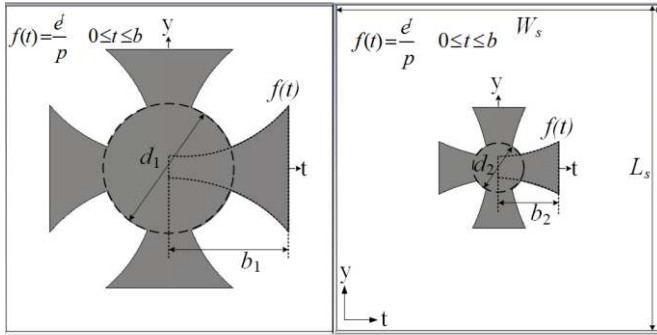 f(t)=e^t/p 0≤t≤b
y
f(t)
d1
t
b1
f(t)=e^t/p 0≤t≤b
Ws
y
f(t)
d2
t
Ls
b2
y
t